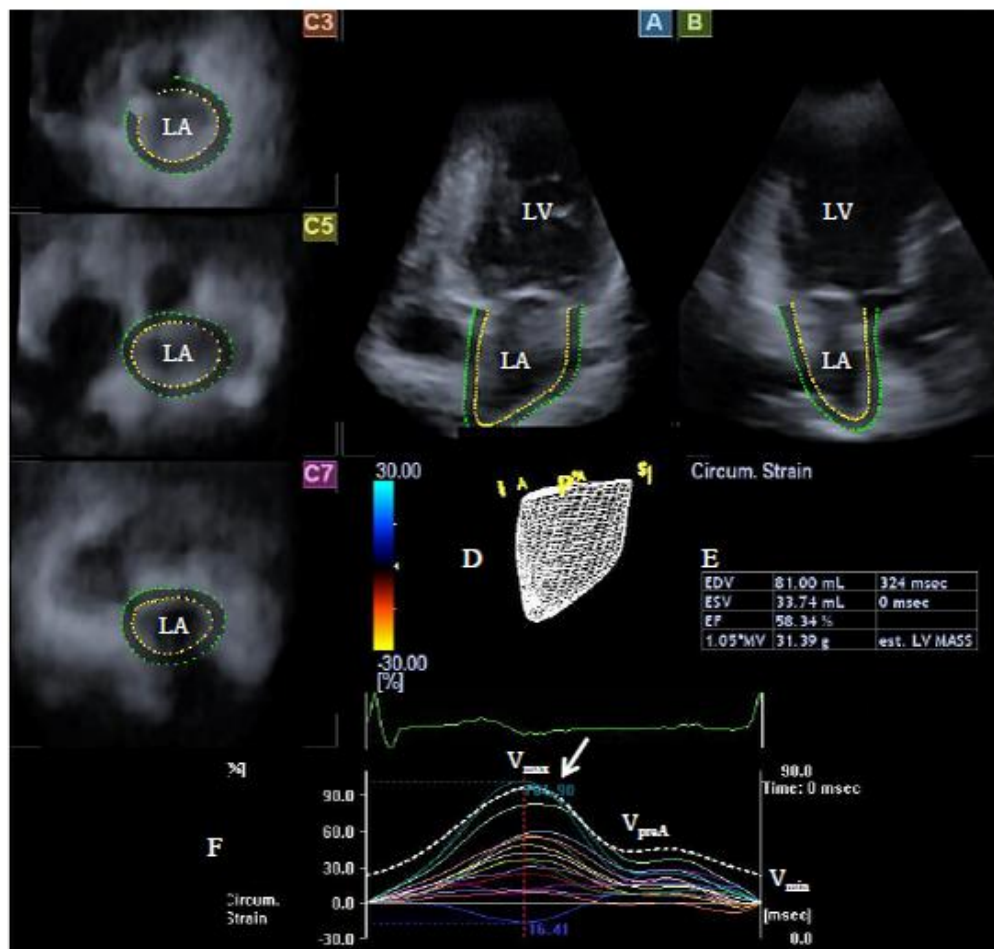 C3
A
B
LA
LV
LV
C5
LA
LA
LA
C7
30.00
Circum. Strain
D
E
LA
EDV 81.00 mL 324 msec
ESV 33.74 mL 0 msec
EF 58.34 %
1.05*MV 31.39 g est. LV MASS
-30.00
[%]
Vmax
%]
90.0
90.0
Time: 0 msec
60.0
VpreA
F
30.0
Vmin
Circum.
Strain
0.0
[msec]
16.41
-30.0
0.0